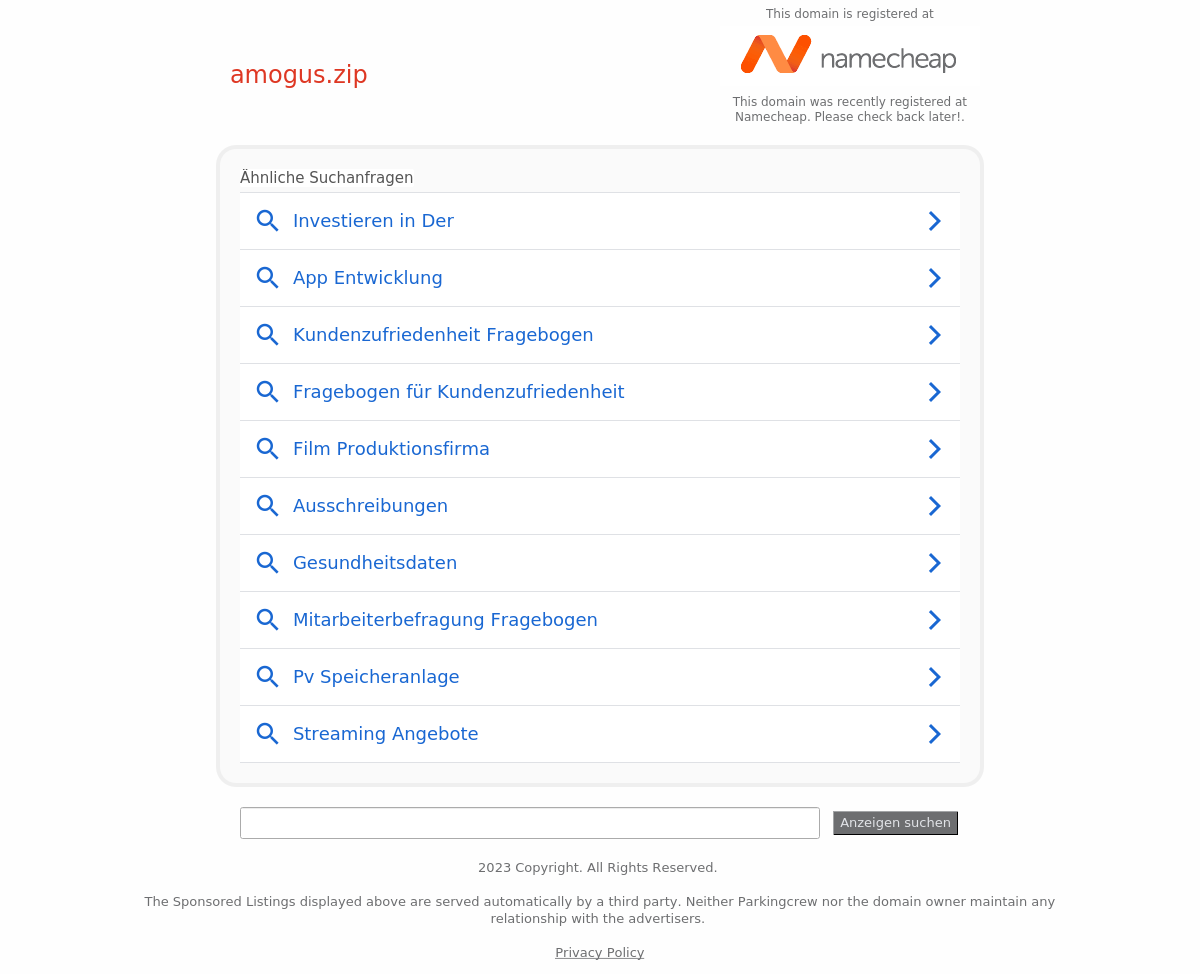 This domain is registered at
namecheap
amogus.zip
This domain was recently registered at
Namecheap. Please check back later!.
Ähnliche Suchanfragen
Investieren in Der
App Entwicklung
Kundenzufriedenheit Fragebogen
Fragebogen für Kundenzufriedenheit
Film Produktionsfirma
Ausschreibungen
Gesundheitsdaten
Mitarbeiterbefragung Fragebogen
Pv Speicheranlage
Streaming Angebote
Anzeigen suchen
2023 Copyright. All Rights Reserved.
The Sponsored Listings displayed above are served automatically by a third party. Neither Parkingcrew nor the domain owner maintain any
relationship with the advertisers.
Privacy Policy